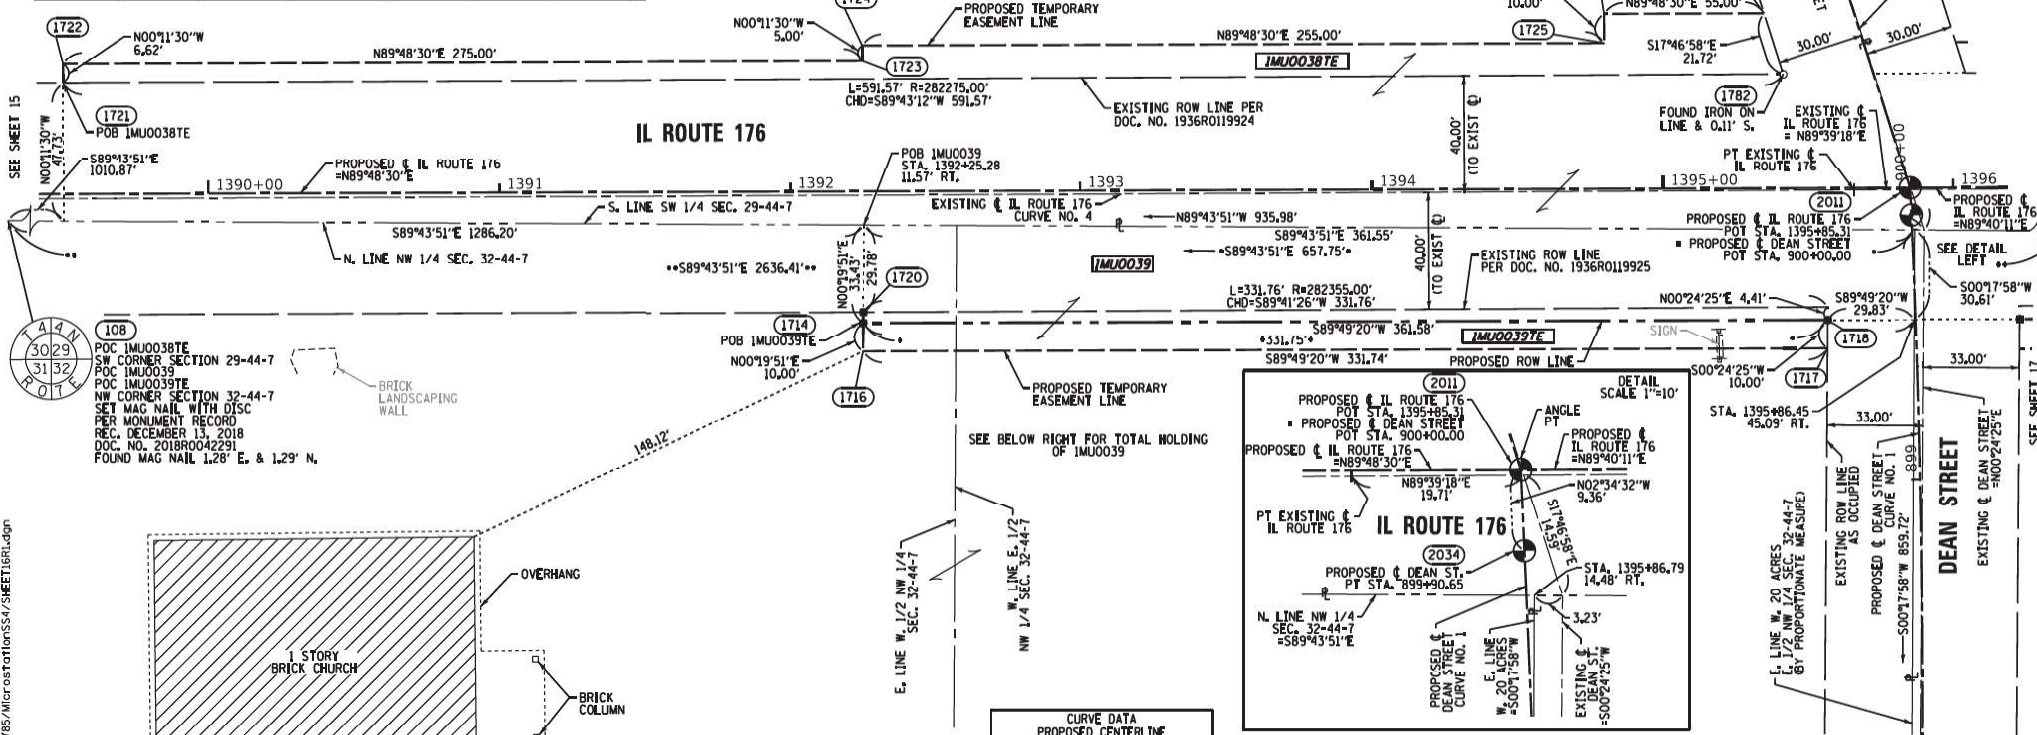 1722
N00°11'30"W
6.62'
N89°48'30"E 275.00'
N00°11'30"W
5.00'
1723
PROPOSED TEMPORARY
EASEMENT LINE
N89°48'30"E 255.00'
1MU0038TE
1725
10.00'
N89°48'30"E 55.00'
S17°46'58"E
21.72'
30.00'
30.00'
1721
POB 1MU0038TE
L=591.57' R=282275.00'
CHD=S89°43'12"W 591.57'
EXISTING ROW LINE PER
DOC. NO. 1936R0119924
40.00'
(TO EXIST ℄)
1782
FOUND IRON ON
LINE & 0.11' S.
EXISTING ℄
IL ROUTE 176
= N89°39'18"E
PT EXISTING ℄
IL ROUTE 176
SEE SHEET 15
N00°11'30"W
47.73'
S89°43'51"E
1010.87'
IL ROUTE 176
PROPOSED ℄ IL ROUTE 176
=N89°48'30"E
POB 1MU0039
STA. 1392+25.28
11.57' RT.
1390+00
1391
1392
1393
1394
1395+00
1396
900+00
S. LINE SW 1/4 SEC. 29-44-7
EXISTING ℄ IL ROUTE 176
CURVE NO. 4
N89°43'51"W 935.98'
2011
PROPOSED ℄ IL ROUTE 176
POT STA. 1395+85.31
= PROPOSED ℄ DEAN STREET
POT STA. 900+00.00
PROPOSED ℄
IL ROUTE 176
=N89°40'11"E
S89°43'51"E 1286.20'
S89°43'51"E 361.55'
**
N. LINE NW 1/4 SEC. 32-44-7
**S89°43'51"E 2636.41'**
N00°19'51"E
33.43'
29.78'
*S89°43'51"E 657.75'*
1MU0039
40.00'
(TO EXIST ℄)
EXISTING ROW LINE
PER DOC. NO. 1936R0119925
SEE DETAIL
LEFT
**
S00°17'58"W
30.61'
1720
L=331.76' R=282355.00'
CHD=S89°41'26"W 331.76'
N00°24'25"E 4.41'
S89°49'20"W
29.83'
1714
POB 1MU0039TE
S89°49'20"W 361.58'
*331.75'*
1MU0039TE
SIGN
1718
N00°19'51"E
10.00'
S89°49'20"W 331.74'
PROPOSED ROW LINE
S00°24'25"W
10.00'
1717
33.00'
1716
PROPOSED TEMPORARY
EASEMENT LINE
T 44 N
30 29
31 32
R 07 E
108
POC 1MU0038TE
SW CORNER SECTION 29-44-7
POC 1MU0039
POC 1MU0039TE
NW CORNER SECTION 32-44-7
SET MAG NAIL WITH DISC
PER MONUMENT RECORD
REC. DECEMBER 13, 2018
DOC. NO. 2018R0042291
FOUND MAG NAIL 1.28' E. & 1.29' N.
BRICK
LANDSCAPING
WALL
148.12'
SEE BELOW RIGHT FOR TOTAL HOLDING
OF 1MU0039
STA. 1395+86.45
45.09' RT.
33.00'
2011
DETAIL
SCALE 1"=10'
PROPOSED ℄ IL ROUTE 176
POT STA. 1395+85.31
= PROPOSED ℄ DEAN STREET
POT STA. 900+00.00
ANGLE
PT
PROPOSED ℄ IL ROUTE 176
=N89°48'30"E
PROPOSED ℄
IL ROUTE 176
=N89°40'11"E
N89°39'18"E
19.71'
N02°34'32"W
9.36'
S17°46'58"E
14.59'
PT EXISTING ℄
IL ROUTE 176
IL ROUTE 176
2034
PROPOSED ℄ DEAN ST.
PT STA. 899+90.65
STA. 1395+86.79
14.48' RT.
N. LINE NW 1/4
SEC. 32-44-7
=S89°43'51"E
3.23'
PROPOSED ℄
DEAN STREET
CURVE NO. 1
E. LINE
W. 20 ACRES
=S00°17'58"W
EXISTING ℄
DEAN ST.
=S00°24'25"W
E. LINE W. 20 ACRES
E. 1/2 NW 1/4 SEC. 32-44-7
(BY PROPORTIONATE MEASURE)
EXISTING ROW LINE
AS OCCUPIED
PROPOSED ℄ DEAN STREET
CURVE NO. 1
S00°17'58"W 859.72'
899
DEAN STREET
EXISTING ℄ DEAN STREET
=N00°24'25"E
SEE SHEET 17
E. LINE W. 1/2 NW 1/4
SEC. 32-44-7
W. LINE E. 1/2
NW 1/4 SEC. 32-44-7
OVERHANG
1 STORY
BRICK CHURCH
BRICK
COLUMN
CURVE DATA
PROPOSED CENTERLINE
785/MicrostationSS4/SHEET16R1.dgn